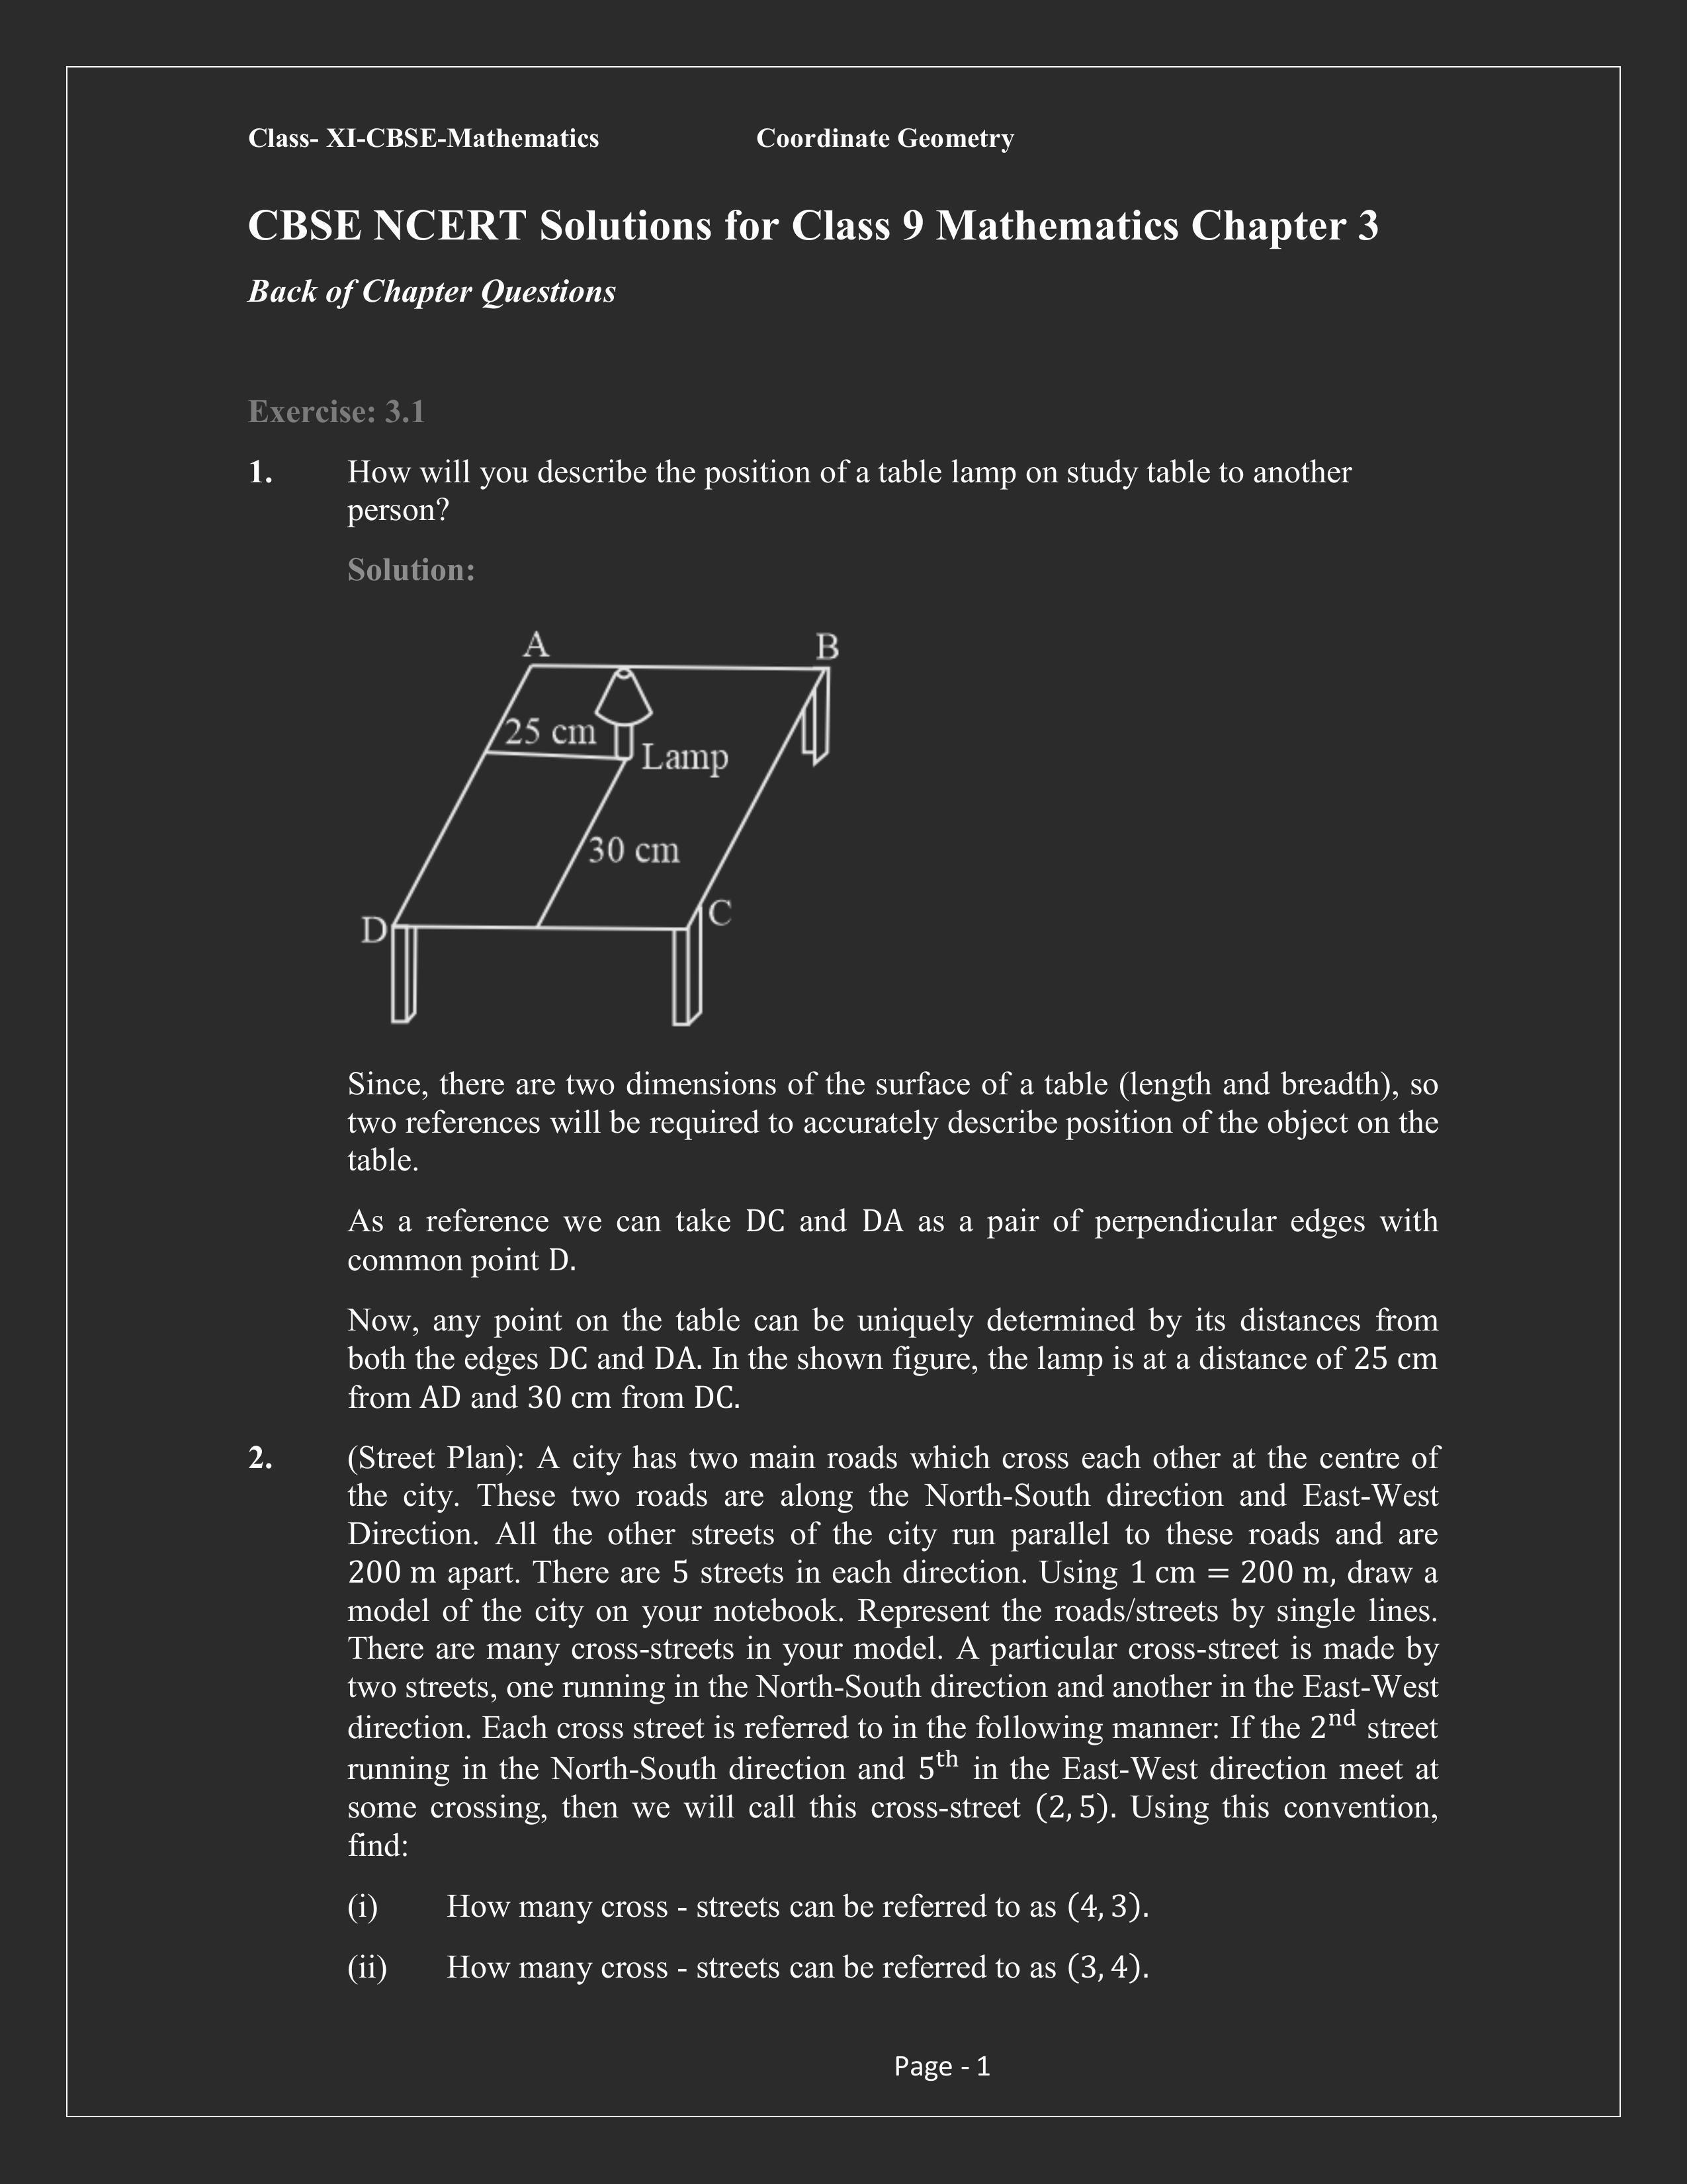 Class- XI-CBSE-Mathematics Coordinate Geometry
CBSE NCERT Solutions for Class 9 Mathematics Chapter 3
Back of Chapter Questions
Exercise: 3.1
1. How will you describe the position of a table lamp on study table to another
person?
Solution:
A B
25 cm
Lamp
30 cm
D C
Since, there are two dimensions of the surface of a table (length and breadth), so
two references will be required to accurately describe position of the object on the
table.
As a reference we can take DC and DA as a pair of perpendicular edges with
common point D.
Now, any point on the table can be uniquely determined by its distances from
both the edges DC and DA. In the shown figure, the lamp is at a distance of 25 cm
from AD and 30 cm from DC.
2. (Street Plan): A city has two main roads which cross each other at the centre of
the city. These two roads are along the North-South direction and East-West
Direction. All the other streets of the city run parallel to these roads and are
200 m apart. There are 5 streets in each direction. Using 1 cm = 200 m, draw a
model of the city on your notebook. Represent the roads/streets by single lines.
There are many cross-streets in your model. A particular cross-street is made by
two streets, one running in the North-South direction and another in the East-West
direction. Each cross street is referred to in the following manner: If the 2nd street
running in the North-South direction and 5th in the East-West direction meet at
some crossing, then we will call this cross-street (2, 5). Using this convention,
find:
(i) How many cross - streets can be referred to as (4, 3).
(ii) How many cross - streets can be referred to as (3, 4).
Page - 1